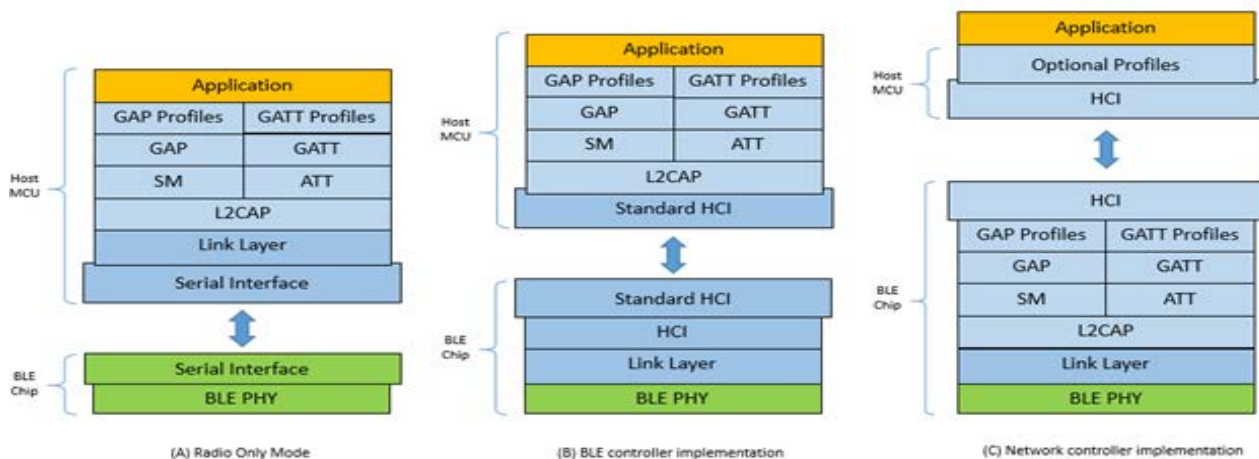 Application
GAP Profiles GATT Profiles
GAP GATT
SM ATT
L2CAP
Link Layer
Serial Interface
Host
MCU
Serial Interface
BLE PHY
BLE
Chip
(A) Radio Only Mode
Application
GAP Profiles GATT Profiles
GAP GATT
SM ATT
L2CAP
Standard HCI
Host
MCU
Standard HCI
HCI
Link Layer
BLE PHY
BLE
Chip
(B) BLE controller implementation
Application
Optional Profiles
HCI
Host
MCU
HCI
GAP Profiles GATT Profiles
GAP GATT
SM ATT
L2CAP
Link Layer
BLE PHY
BLE
Chip
(C) Network controller implementation